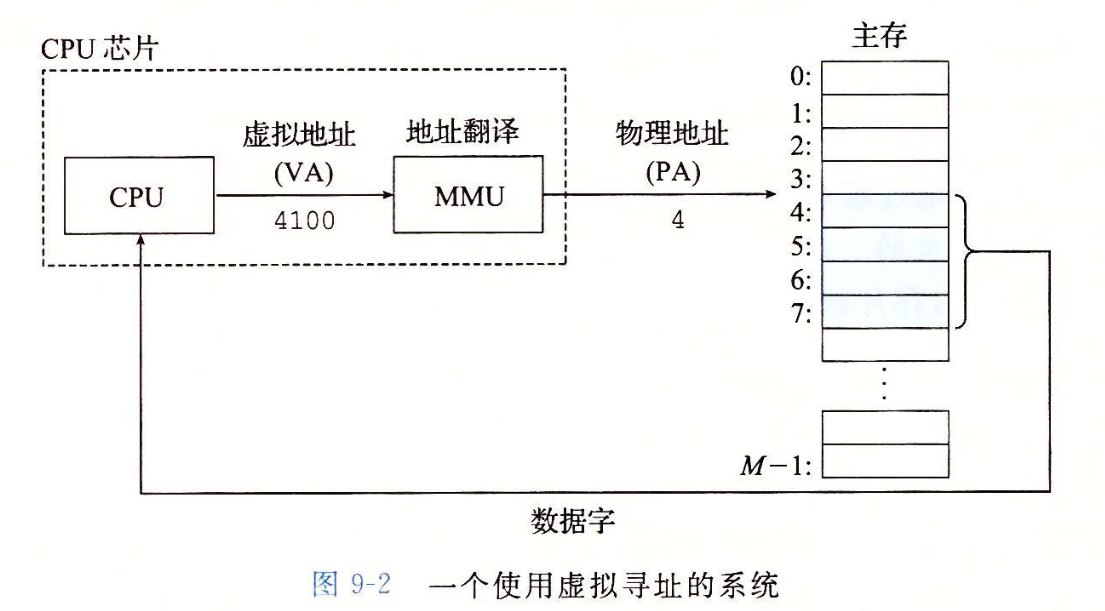 CPU 芯片
主存
虚拟地址
(VA)
4100
地址翻译
物理地址
(PA)
4
CPU
MMU
0:
1:
2:
3:
4:
5:
6:
7:
M−1:
数据字
图 9-2 一个使用虚拟寻址的系统